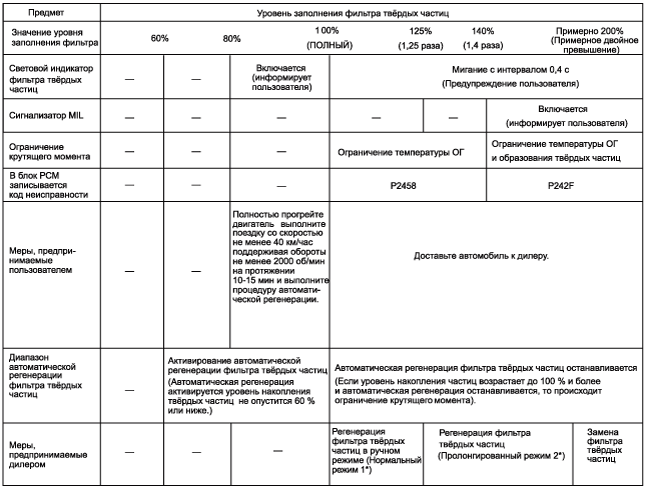 Предмет
Уровень заполнения фильтра твёрдых частиц
Значение уровня
заполнения фильтра
60%
80%
100%
(ПОЛНЫЙ)
125%
(1,25 раза)
140%
(1,4 раза)
Примерно 200%
(Примерное двойное
превышение)
Световой индикатор
фильтра твёрдых
частиц
—
—
Включается
(информирует
пользователя)
Мигание с интервалом 0,4 с
(Предупреждение пользователя)
Сигнализатор MIL
—
—
—
—
—
Включается
(информирует пользователя)
Ограничение
крутящего момента
—
—
—
Ограничение температуры ОГ
Ограничение температуры ОГ
и образования твёрдых частиц
В блок PCM
записывается
код неисправности
—
—
—
P2458
P242F
Меры, предпри-
нимаемые
пользователем
—
—
Полностью прогрейте
двигатель выполните
поездку со скоростью
не менее 40 км/час
поддерживая обороты
не менее 2000 об/мин
на протяжении
10-15 мин и выполните
процедуру автомати-
ческой регенерации.
Доставьте автомобиль к дилеру.
Диапазон
автоматической
регенерации
фильтра твёрдых
частиц
—
Активирование автоматической
регенерации фильтра твёрдых частиц
(Автоматическая регенерация
активируется уровень накопления
твёрдых частиц не опустится 60 %
или ниже.)
Автоматическая регенерация фильтра твёрдых частиц останавливается
(Если уровень накопления частиц возрастает до 100 % и более
и автоматическая регенерация останавливается, то происходит
ограничение крутящего момента).
Меры,
предпринимаемые
дилером
—
—
—
Регенерация
фильтра твёрдых
частиц в ручном
режиме (Нормальный
режим 1*)
Регенерация фильтра
твёрдых частиц
(Пролонгированный режим 2*)
Замена
фильтра
твёрдых
частиц